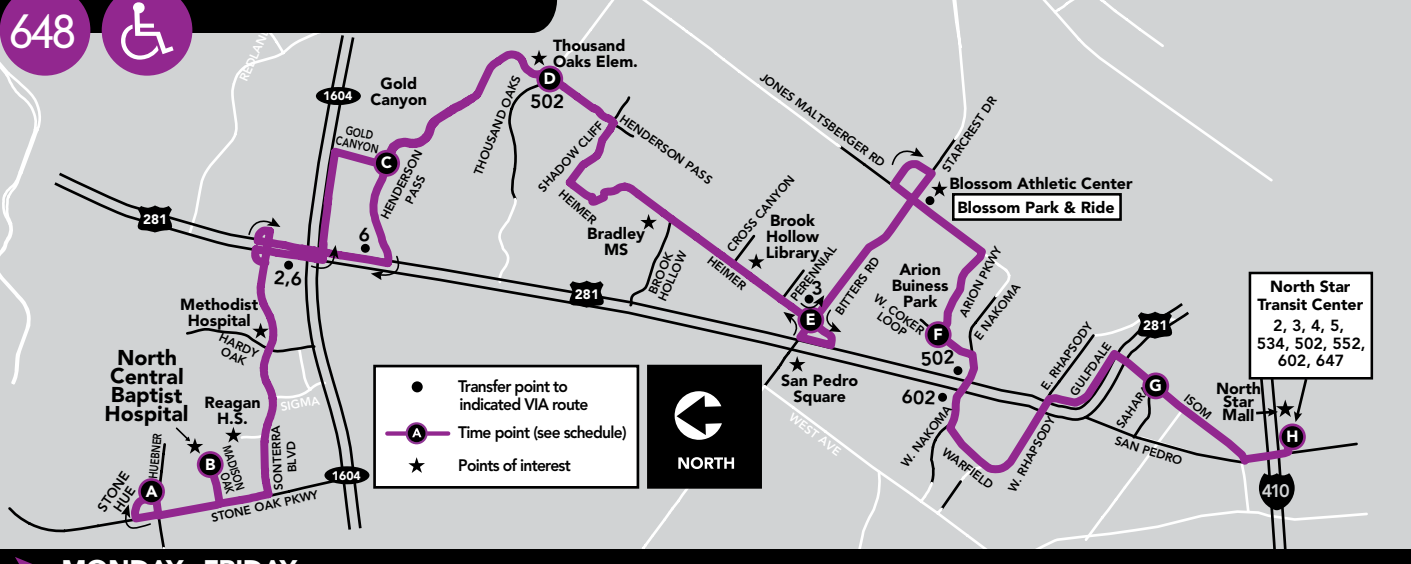 648
REDLAND
1604
Gold
Canyon
Thousand
Oaks Elem.
D
502
GOLD
CANYON
C
HENDERSON
PASS
THOUSAND OAKS
HENDERSON PASS
SHADOW CLIFF
HEIMER
JONES MALTSBERGER RD
STARCREST DR
Blossom Athletic Center
Blossom Park & Ride
281
6
2,6
Bradley
MS
BROOK
HOLLOW
CROSS CANYON
Brook
Hollow
Library
HEIMER
PERENNIAL
3
E
BITTERS RD
281
Arion
Buiness
Park
W. COKER
LOOP
ARION PKWY
E NAKOMA
F
502
602
Methodist
Hospital
HARDY
OAK
North
Central
Baptist
Hospital
Reagan
H.S.
SIGMA
HUEBNER
B
MADISON
OAK
SONTERRA
BLVD
STONE
HUE
A
STONE OAK PKWY
1604
Transfer point to
indicated VIA route
A
Time point (see schedule)
Points of interest
NORTH
San Pedro
Square
WEST AVE
W. NAKOMA
WARFIELD
W. RHAPSODY
E. RHAPSODY
GULFDALE
281
G
SAHAR
ISOM
SAN PEDRO
North
Star
Mall
North Star
Transit Center
2, 3, 4, 5,
534, 502, 552,
602, 647
H
410
MONDAY - FRIDAY